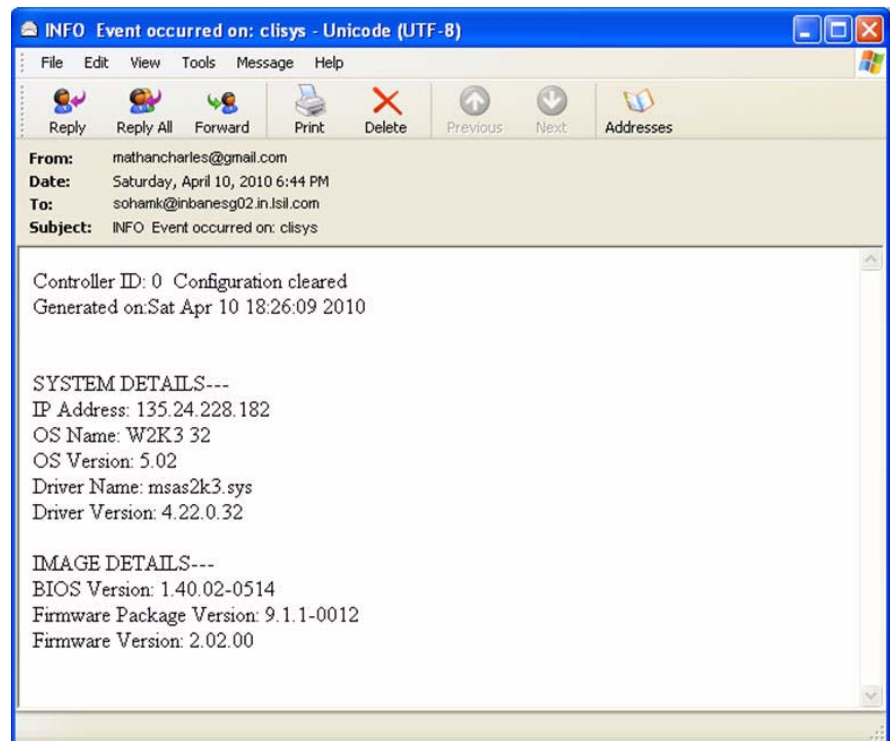 INFO  Event occurred on: clisys - Unicode (UTF-8)
File Edit View Tools Message Help
Reply Reply All Forward Print Delete Previous Next Addresses
From: mathancharles@gmail.com
Date: Saturday, April 10, 2010 6:44 PM
To: sohamk@inbanesg02.in.lsil.com
Subject: INFO  Event occurred on: clisys
Controller ID: 0  Configuration cleared
Generated on:Sat Apr 10 18:26:09 2010
SYSTEM DETAILS---
IP Address: 135.24.228.182
OS Name: W2K3 32
OS Version: 5.02
Driver Name: msas2k3.sys
Driver Version: 4.22.0.32
IMAGE DETAILS---
BIOS Version: 1.40.02-0514
Firmware Package Version: 9.1.1-0012
Firmware Version: 2.02.00